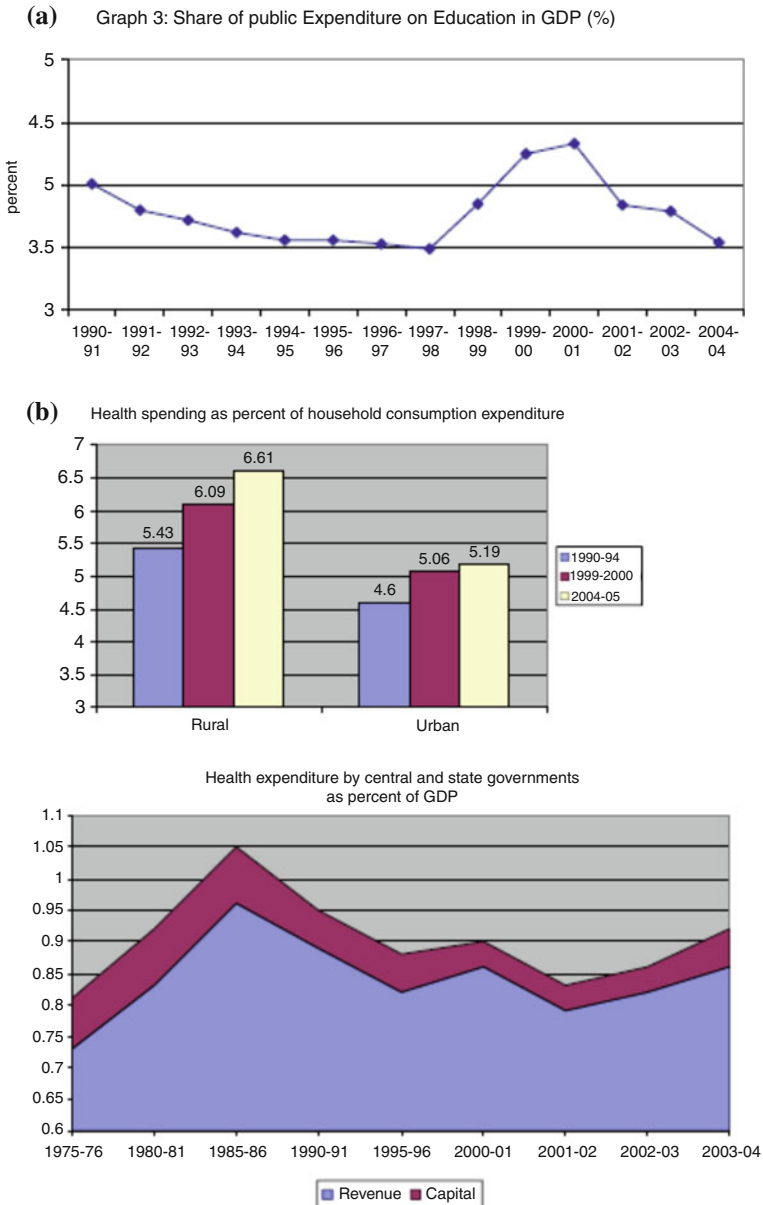 (a) Graph 3: Share of public Expenditure on Education in GDP (%)
percent
5
4.5
5
3.5
3
1990- 1991- 1992- 1993- 1994- 1995- 1996- 1997- 1998- 1999- 2000- 2001- 2002- 2004-
91 92 93 94 95 96 97 98 99 00 01 02 03 04
(b) Health spending as percent of household consumption expenditure
7
6.5
6
5.5
5
4.5
4
3.5
3
5.43 6.09 6.61 4.6 5.06 5.19
Rural Urban
1990-94
1999-2000
2004-05
Health expenditure by central and state governments
as percent of GDP
1.1
1.05
1
0.95
0.9
0.85
0.8
0.75
0.7
0.65
0.6
1975-76 1980-81 1985-86 1990-91 1995-96 2000-01 2001-02 2002-03 2003-04
Revenue Capital